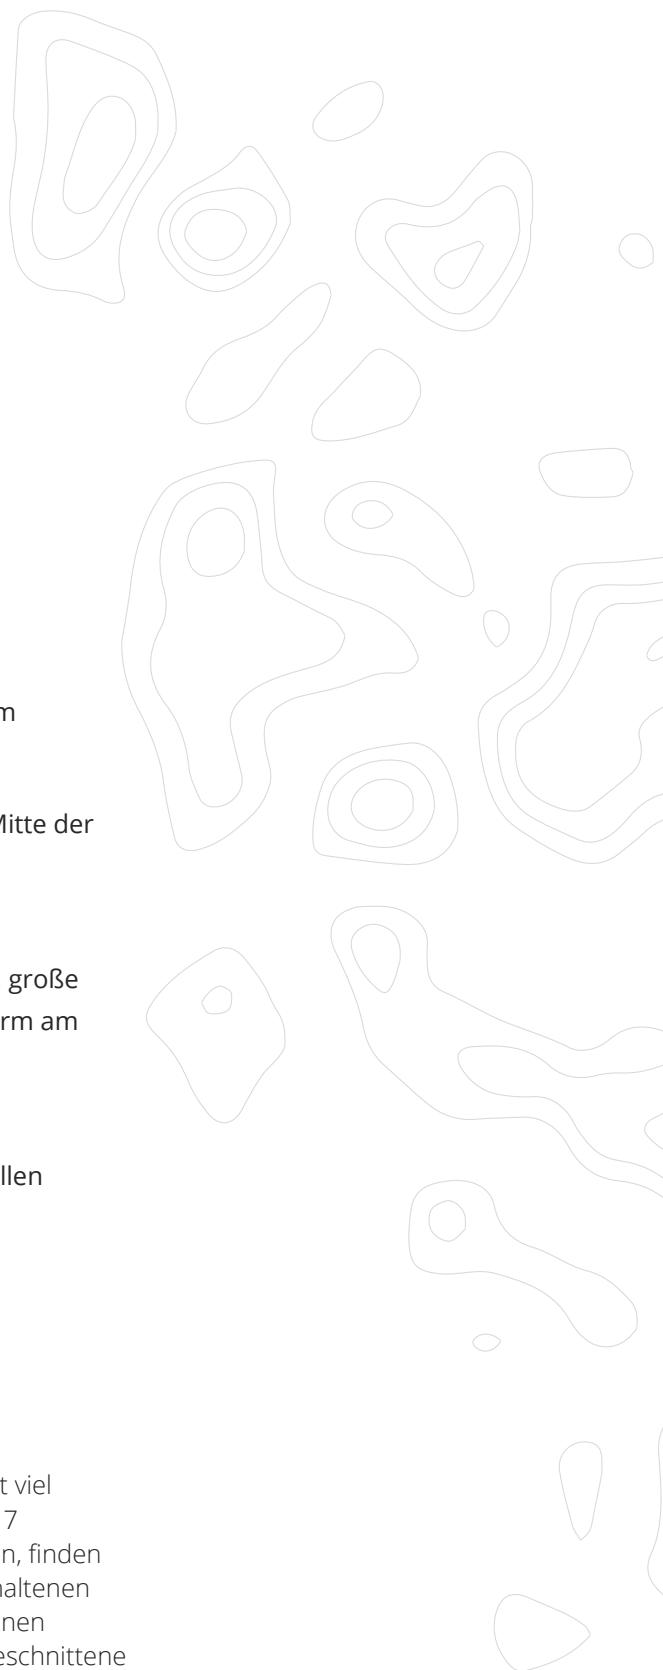 m
Mitte der
große
rm am
llen
t viel
7
n, finden
haltenen
nen
eschnittene